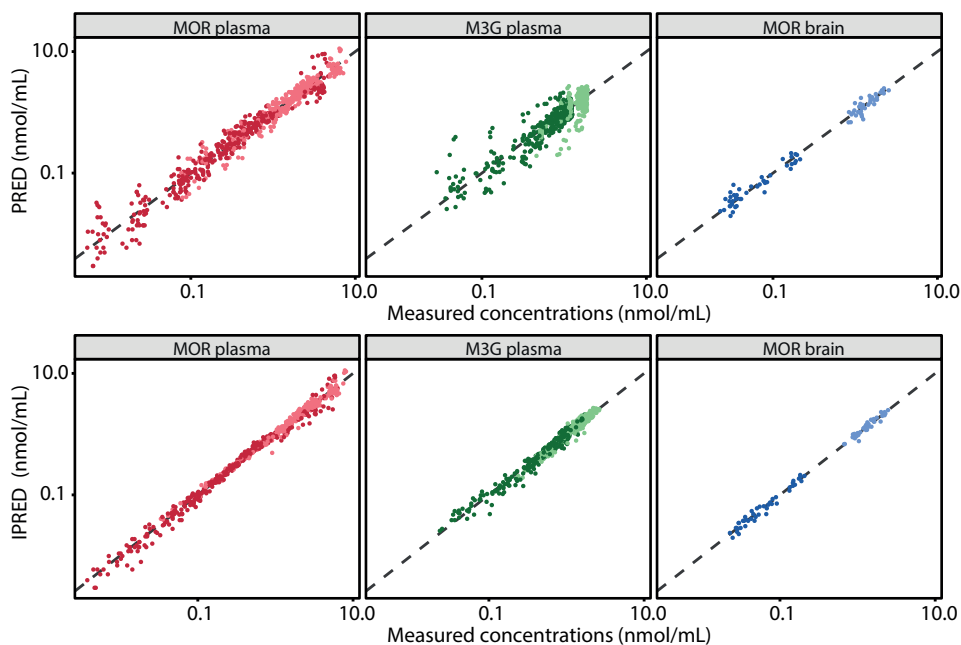 MOR plasma
M3G plasma
MOR brain
10.0
0.1
PRED (nmol/mL)
0.1
10.0
0.1
10.0
0.1
10.0
Measured concentrations (nmol/mL)
MOR plasma
M3G plasma
MOR brain
10.0
0.1
IPRED (nmol/mL)
0.1
10.0
0.1
10.0
0.1
10.0
Measured concentrations (nmol/mL)